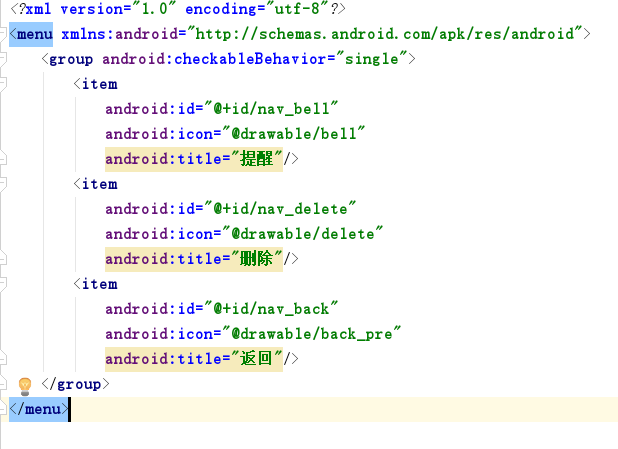 <?xml version="1.0" encoding="utf-8"?>
<menu xmlns:android="http://schemas.android.com/apk/res/android">
    <group android:checkableBehavior="single">
        <item
            android:id="@+id/nav_bell"
            android:icon="@drawable/bell"
            android:title="提醒"/>
        <item
            android:id="@+id/nav_delete"
            android:icon="@drawable/delete"
            android:title="删除"/>
        <item
            android:id="@+id/nav_back"
            android:icon="@drawable/back_pre"
            android:title="返回"/>
    </group>
</menu>